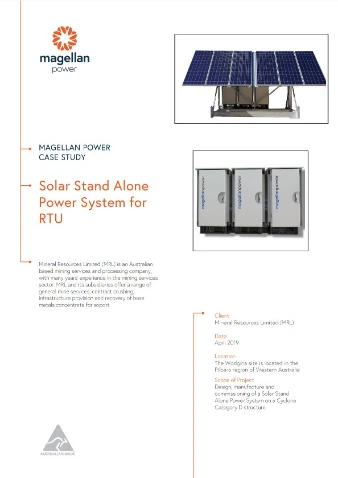 magellan
power
MAGELLAN POWER
CASE STUDY
Solar Stand Alone
Power System for
RTU
Mineral Resources Limited (MRL) is an Australian
based mining services and processing company,
with many years' experience in the mining services
sector. MRL and its subsidiaries offer a range of
general mine services, contract crushing,
infrastructure provision and recovery of base
metals concentrate for export.
magellanpower
magellanpower
magellanpower
Client
Mineral Resources Limited (MRL)
Date
April 2019
Location
The Wodgina site is located in the
Pilbara region of Western Australia
Scope of Project
Design, manufacture and
commissioning of a Solar Stand
Alone Power System on a Cyclone
Category D structure
AUSTRALIAN MADE